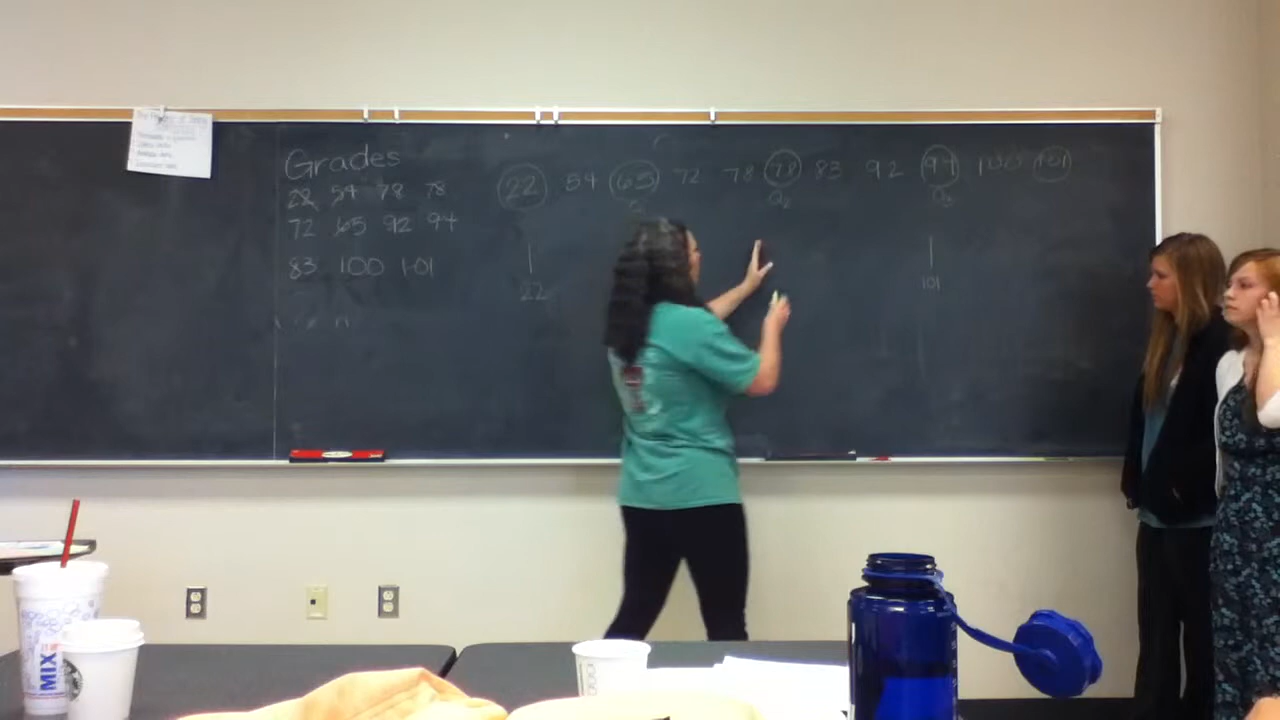 Grades
22 54 78 78
72 65 92 94
83 100 101
22 54 65 72 78 78 83 92 94 100 101
Q2 Q3
22
101
MIX